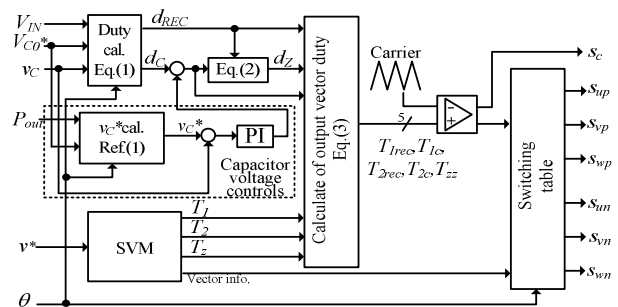 V_IN
V_C0*
v_C
Duty
cal.
Eq.(1)
d_REC
d_C
Eq.(2)
d_Z
P_out
v_C*cal.
Ref(1)
v_C*
PI
Capacitor
voltage
controls
v*
SVM
T_1
T_2
T_z
Vector info.
θ
Calculate of output vector duty
Eq.(3)
Carrier
5
T_1rec,T_1c,
T_2rec,T_2c,T_zz
-
+
Switching
table
s_c
s_up
s_vp
s_wp
s_un
s_vn
s_wn